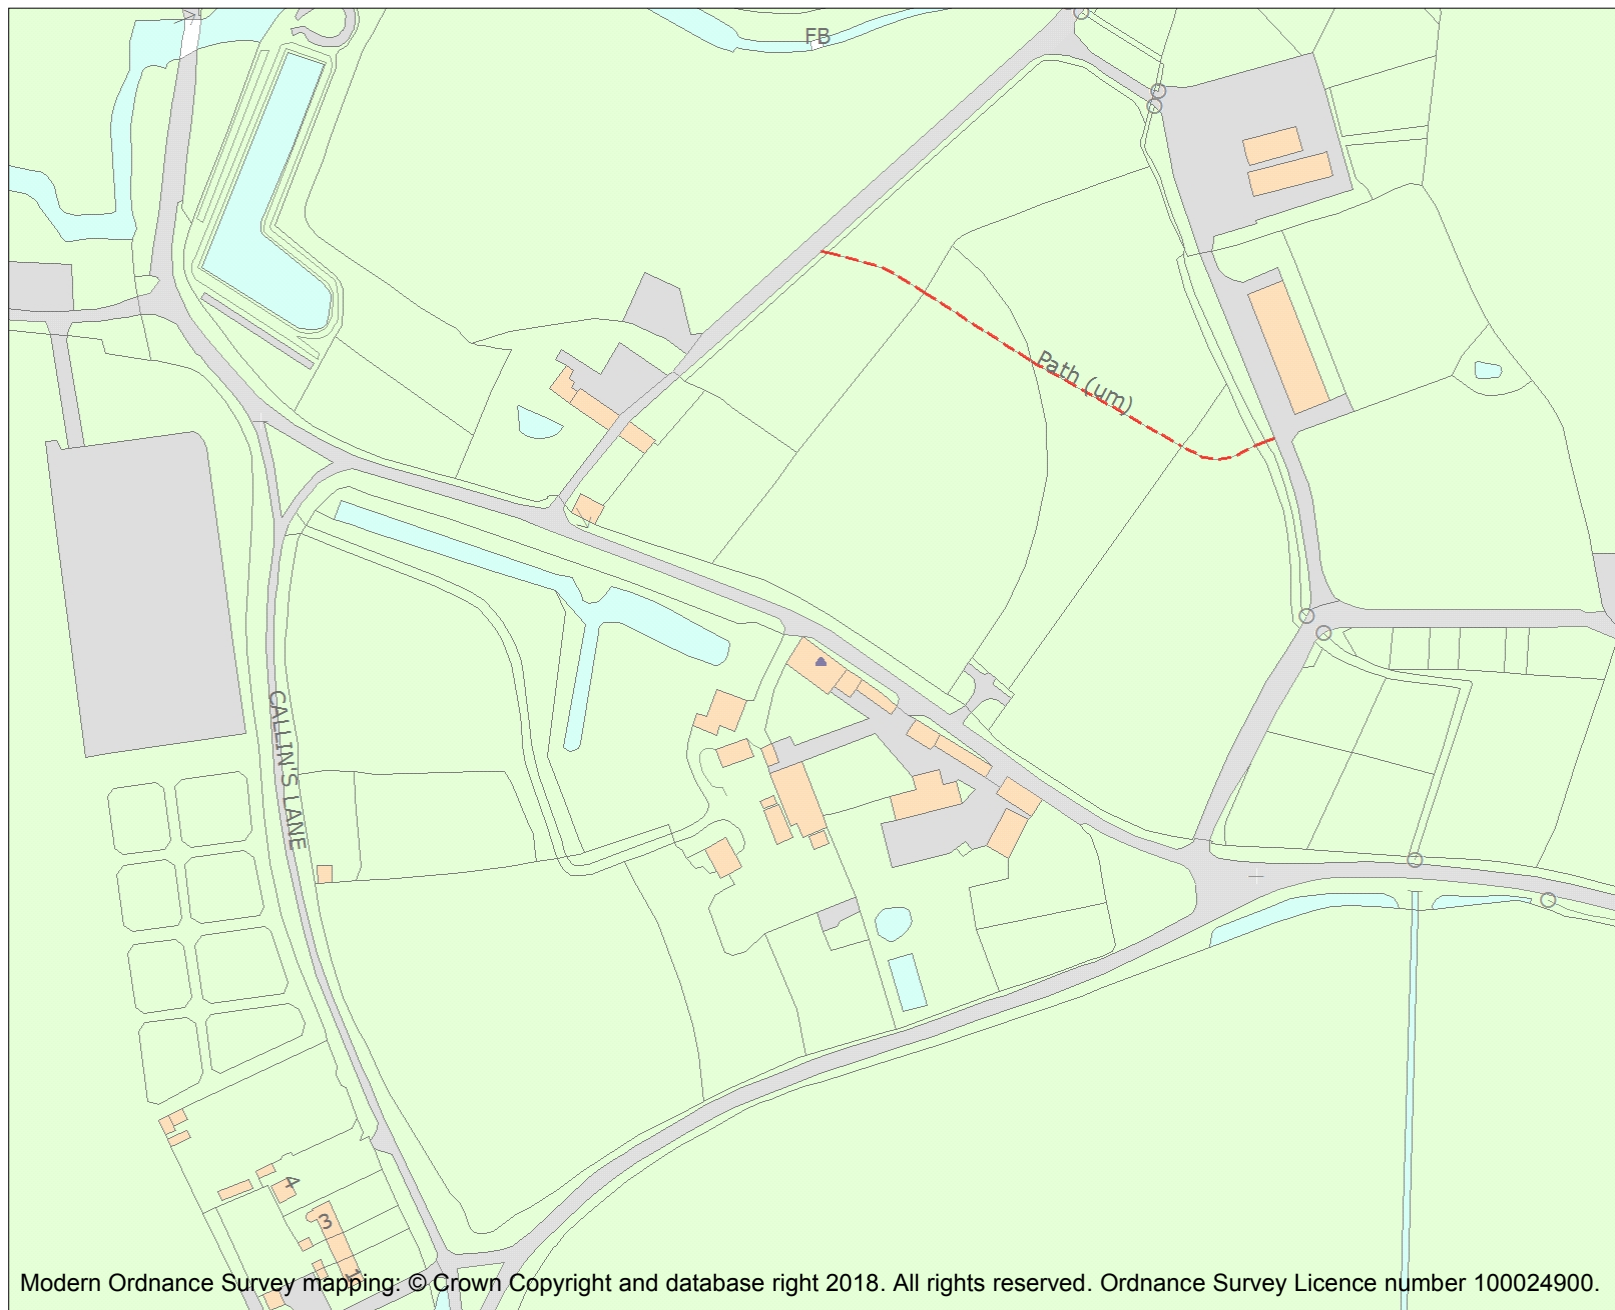 FB
Path (um)
CALLIN'S LANE
4
3
1
Modern Ordnance Survey mapping: © Crown Copyright and database right 2018. All rights reserved. Ordnance Survey Licence number 100024900.